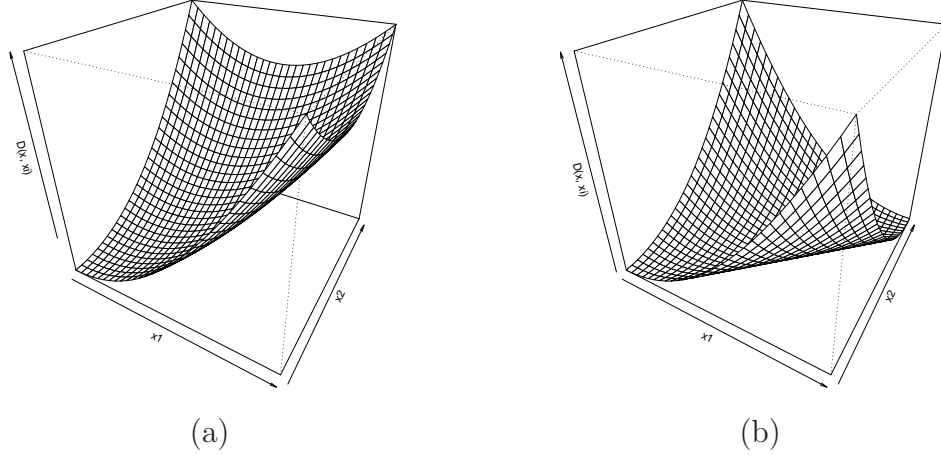 D(x, xi)
x1
x2
D(x, xi)
x1
x2
(a)
(b)